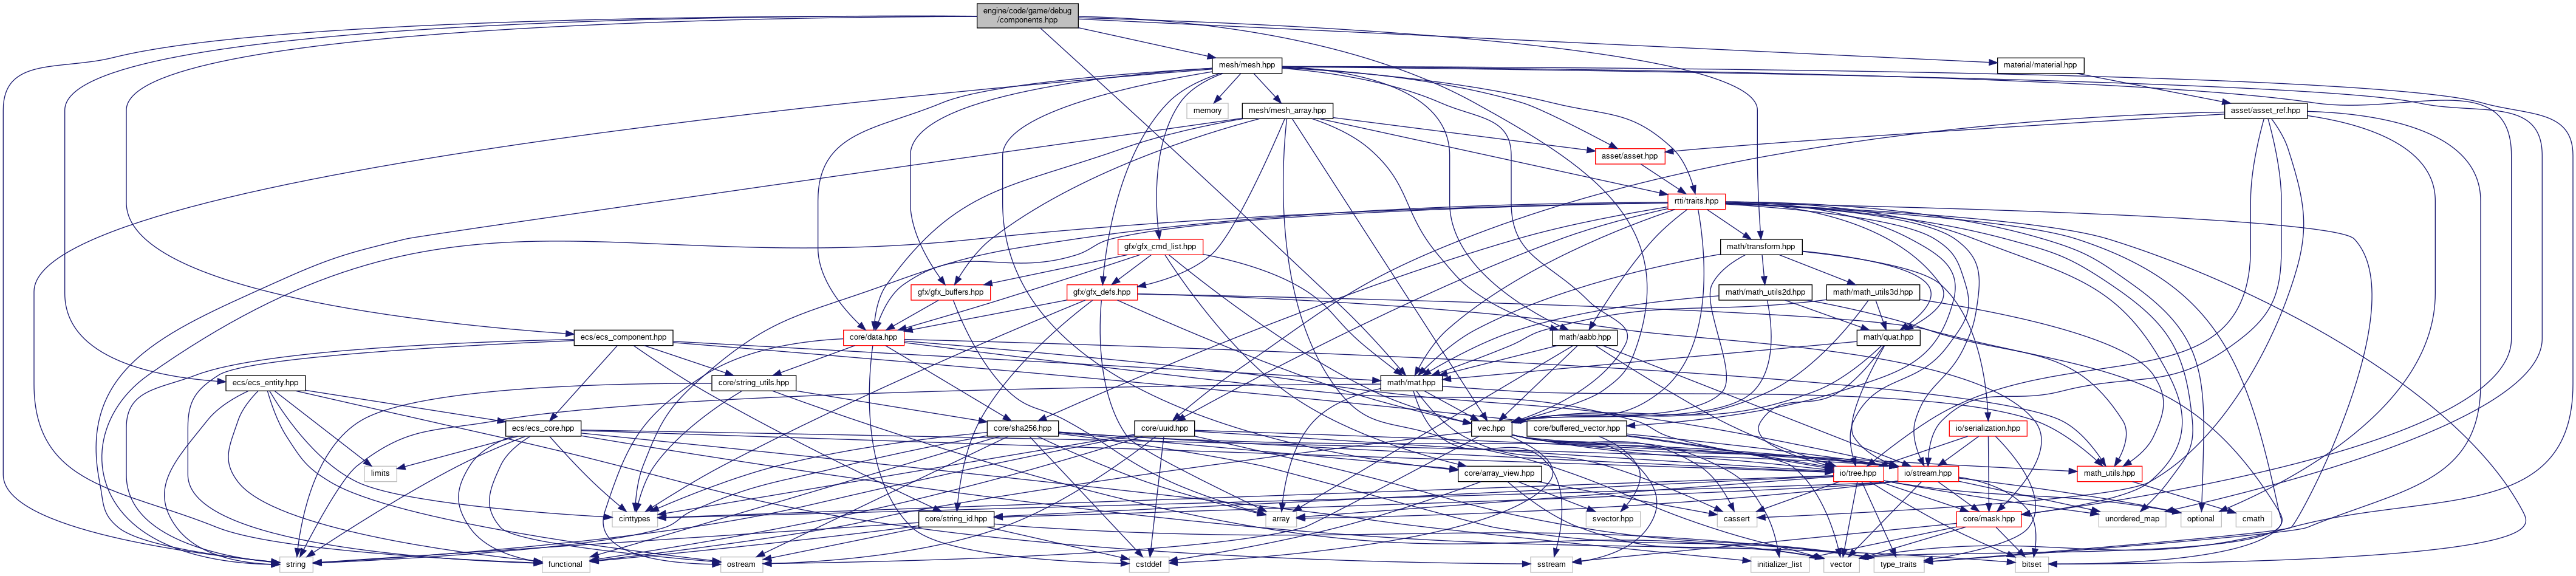 engine/code/game/debug
/components.hpp
mesh/mesh.hpp
material/material.hpp
memory
mesh/mesh_array.hpp
asset/asset_ref.hpp
asset/asset.hpp
rtti/traits.hpp
gfx/gfx_cmd_list.hpp
math/transform.hpp
gfx/gfx_buffers.hpp
gfx/gfx_defs.hpp
math/math_utils2d.hpp
math/math_utils3d.hpp
ecs/ecs_component.hpp
core/data.hpp
math/aabb.hpp
math/quat.hpp
ecs/ecs_entity.hpp
core/string_utils.hpp
math/mat.hpp
ecs/ecs_core.hpp
core/sha256.hpp
core/uuid.hpp
vec.hpp
core/buffered_vector.hpp
io/serialization.hpp
limits
core/array_view.hpp
io/tree.hpp
io/stream.hpp
math_utils.hpp
cinttypes
core/string_id.hpp
array
svector.hpp
cassert
core/mask.hpp
unordered_map
optional
cmath
string
functional
ostream
cstddef
sstream
initializer_list
vector
type_traits
bitset